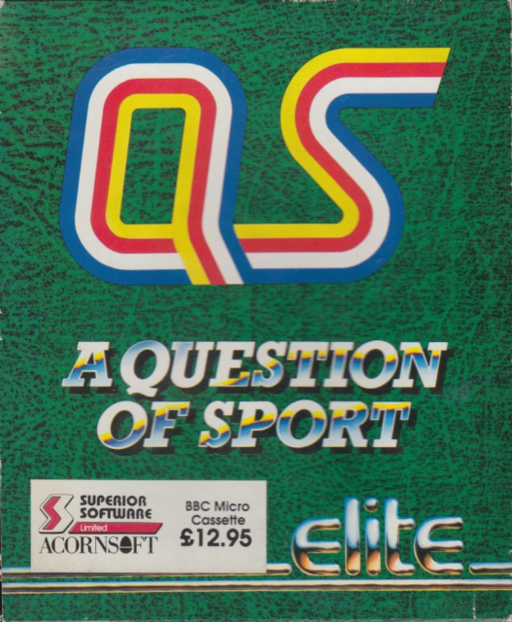 QS
A QUESTION
OF SPORT
SUPERIOR
SOFTWARE
Limited
ACORNSOFT
BBC Micro
Cassette
£12.95
elite